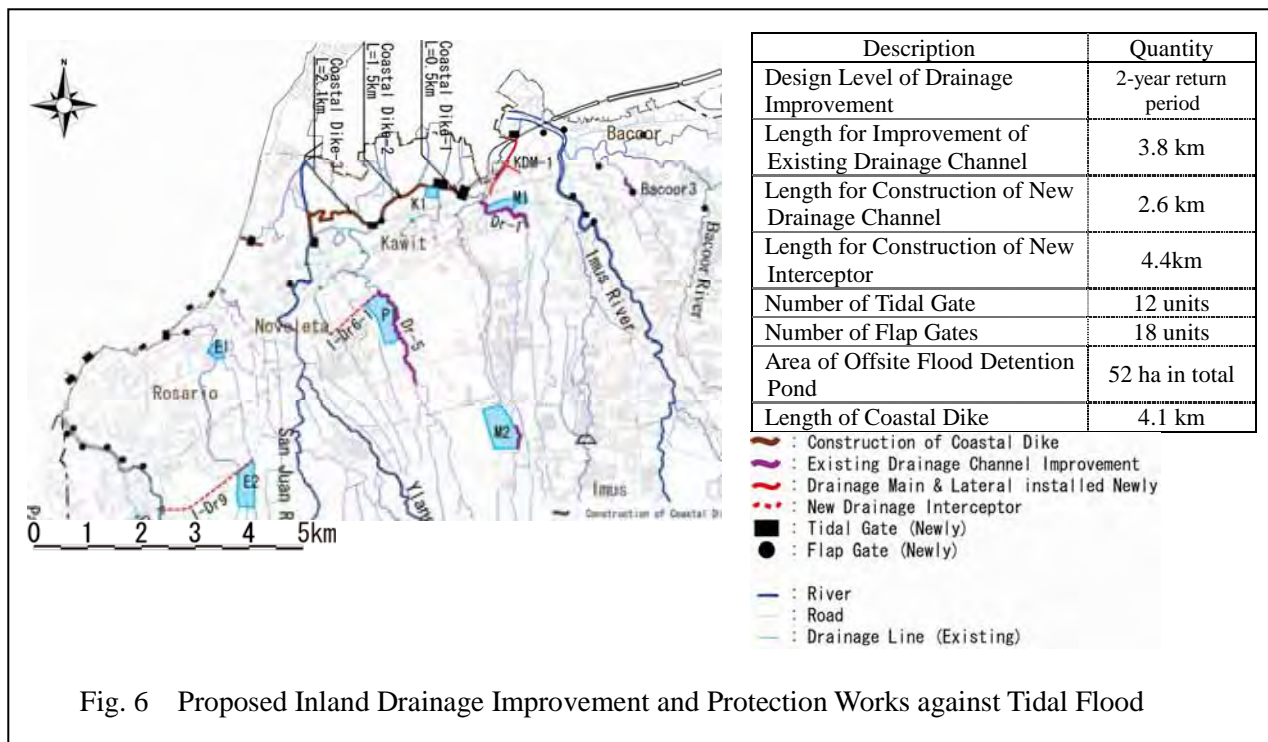 Coastal Dike-3
L=2.1km
Coastal Dike-2
L=1.5km
Coastal Dike-1
L=0.5km
Bacoor
KDM-1
K1
M1
Bacoor3
Dr-1
Kawit
Bacoor River
Imus River
Noveleta
I-Dr6-1
Dr-5
E1
Rosario
M2
San Juan R
Ylang
E2
I-Dr9
Imus
Construction of Coastal Di
0 1 2 3 4 5km
Description Quantity
Design Level of Drainage
Improvement
2-year return
period
Length for Improvement of
Existing Drainage Channel
3.8 km
Length for Construction of New
Drainage Channel
2.6 km
Length for Construction of New
Interceptor
4.4km
Number of Tidal Gate 12 units
Number of Flap Gates 18 units
Area of Offsite Flood Detention
Pond
52 ha in total
Length of Coastal Dike 4.1 km
: Construction of Coastal Dike
: Existing Drainage Channel Improvement
: Drainage Main & Lateral installed Newly
: New Drainage Interceptor
: Tidal Gate (Newly)
: Flap Gate (Newly)
: River
: Road
: Drainage Line (Existing)
Fig. 6 Proposed Inland Drainage Improvement and Protection Works against Tidal Flood